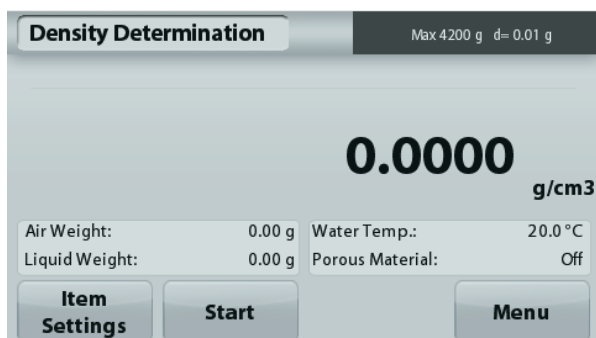 Density Determination
Max 4200 g d= 0.01 g
0.0000
g/cm3
Air Weight: 0.00 g
Liquid Weight: 0.00 g
Water Temp.: 20.0 °C
Porous Material: Off
Item
Settings
Start
Menu